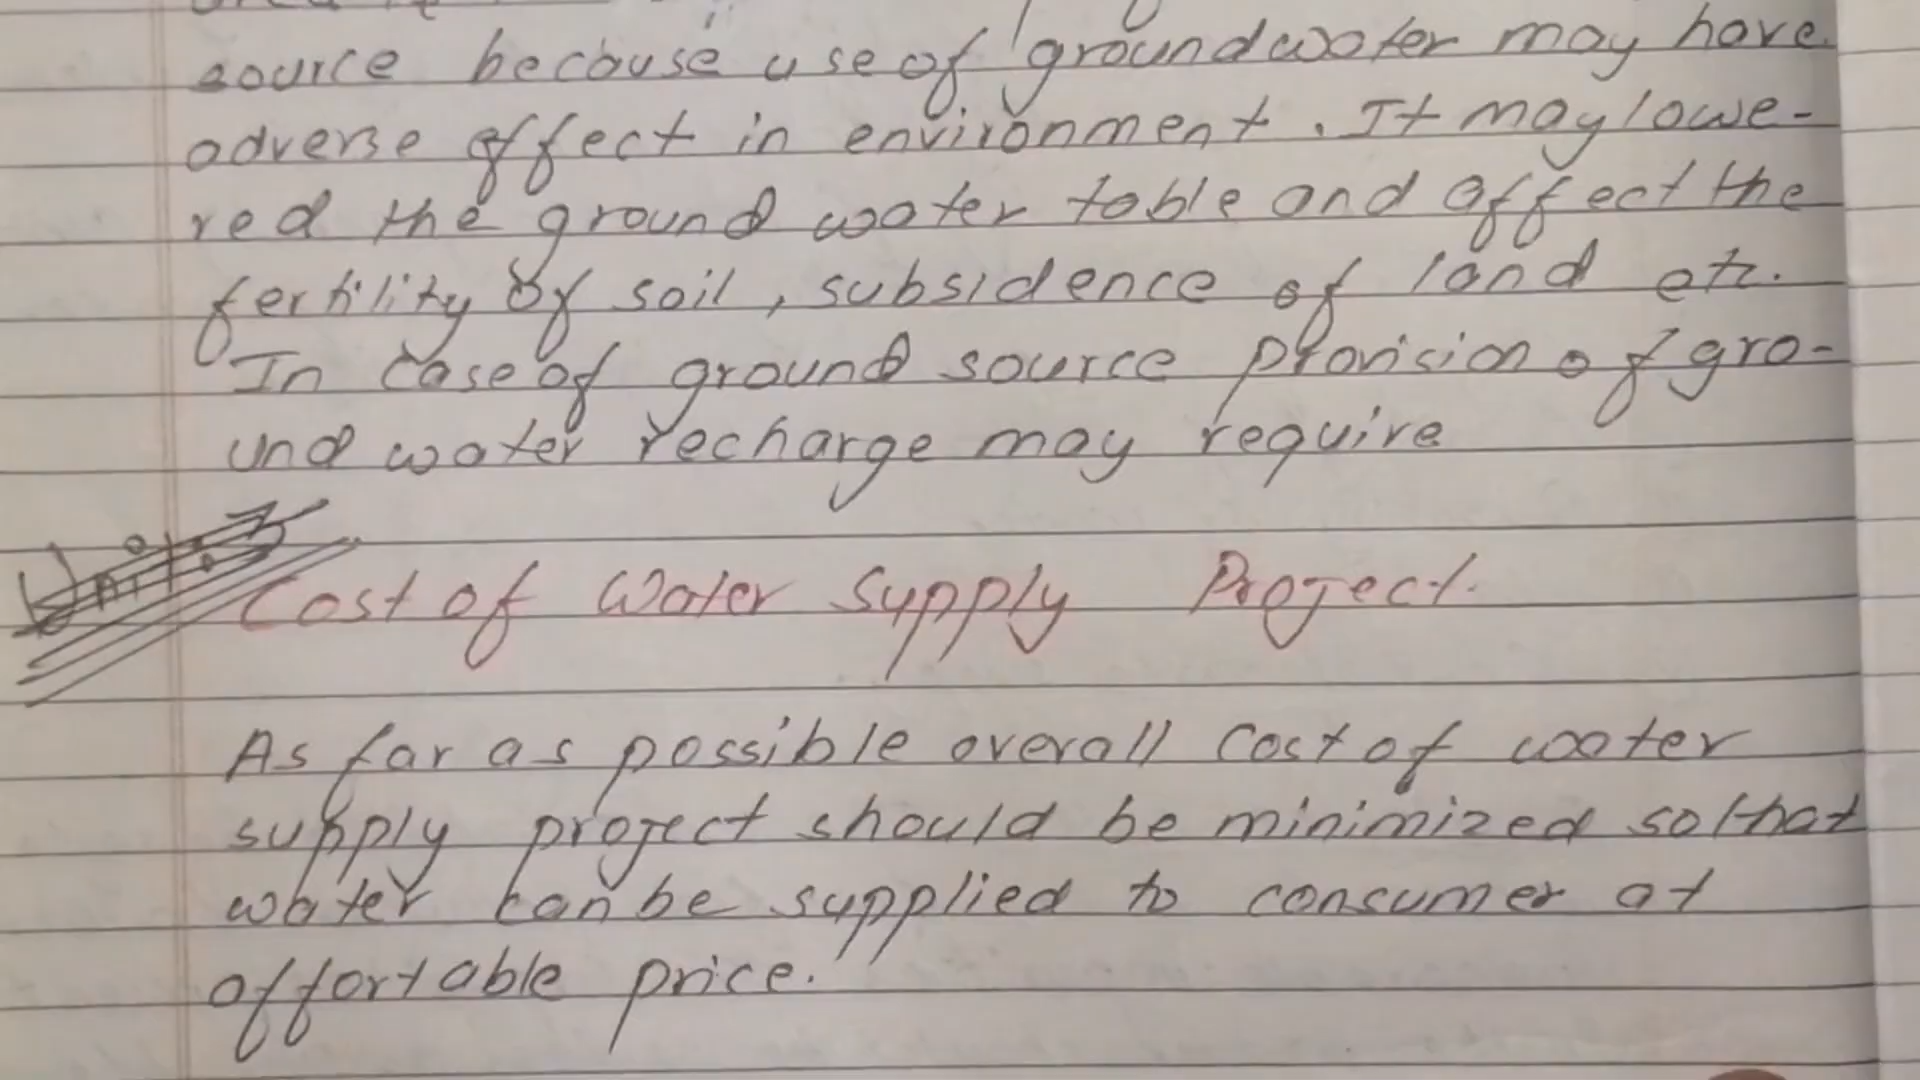 source because use of groundwater may have
adverse effect in environment. It may lowe-
red the ground water table and affect the
fertility of soil, subsidence of land etc.
In case of ground source provision of gro-
und water recharge may require
Cost of Water Supply Project.
As far as possible overall cost of water
supply project should be minimized so that
water can be supplied to consumer at
affortable price.